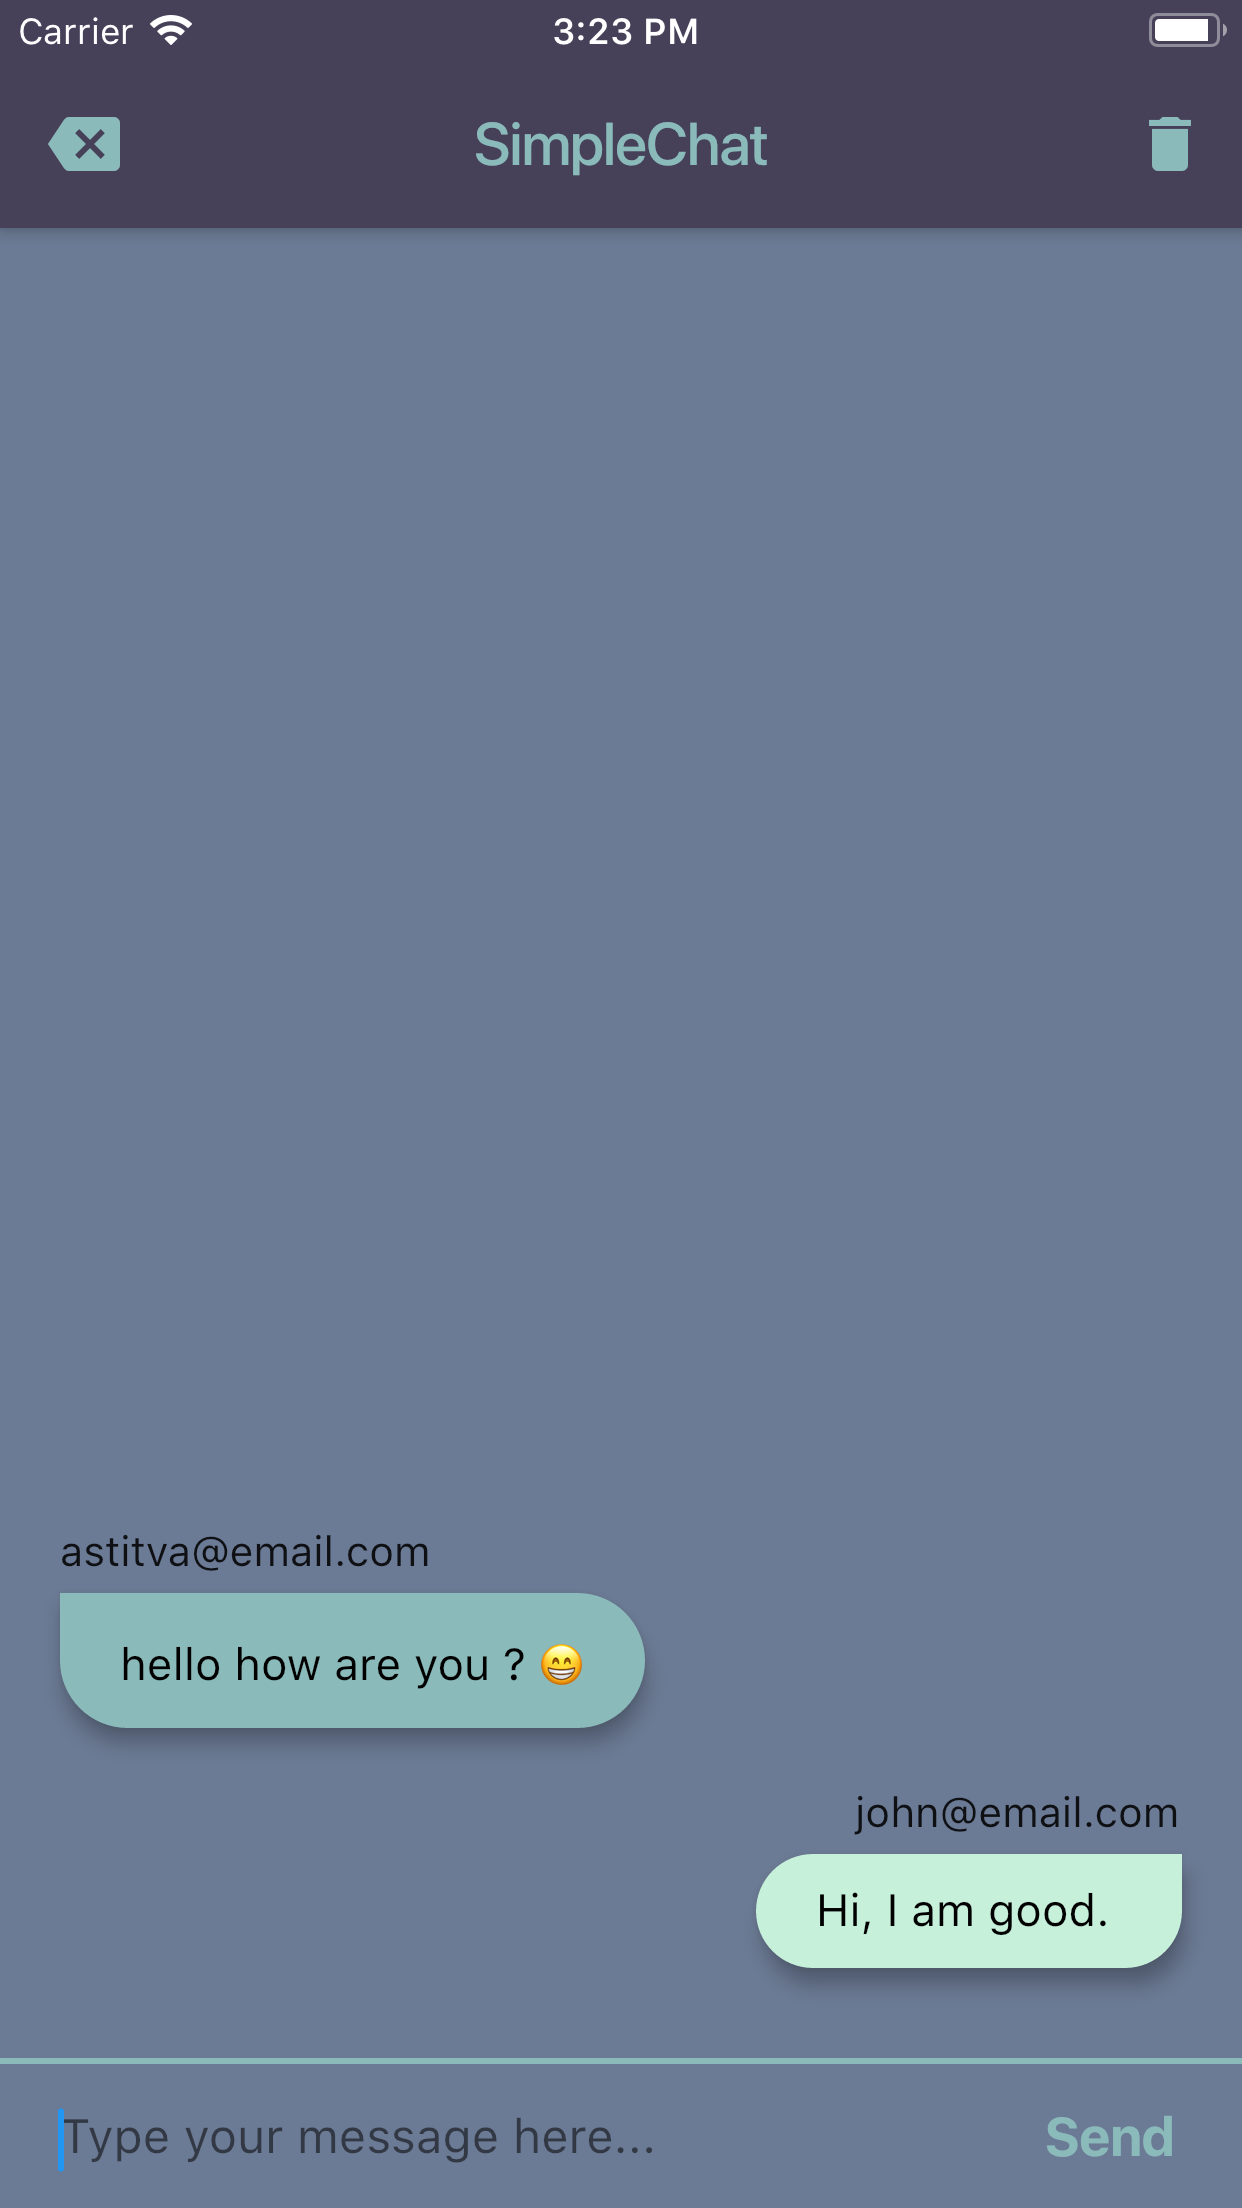 Carrier 3:23 PM
SimpleChat
astitva@email.com
hello how are you ? 😁
john@email.com
Hi, I am good.
Type your message here...
Send